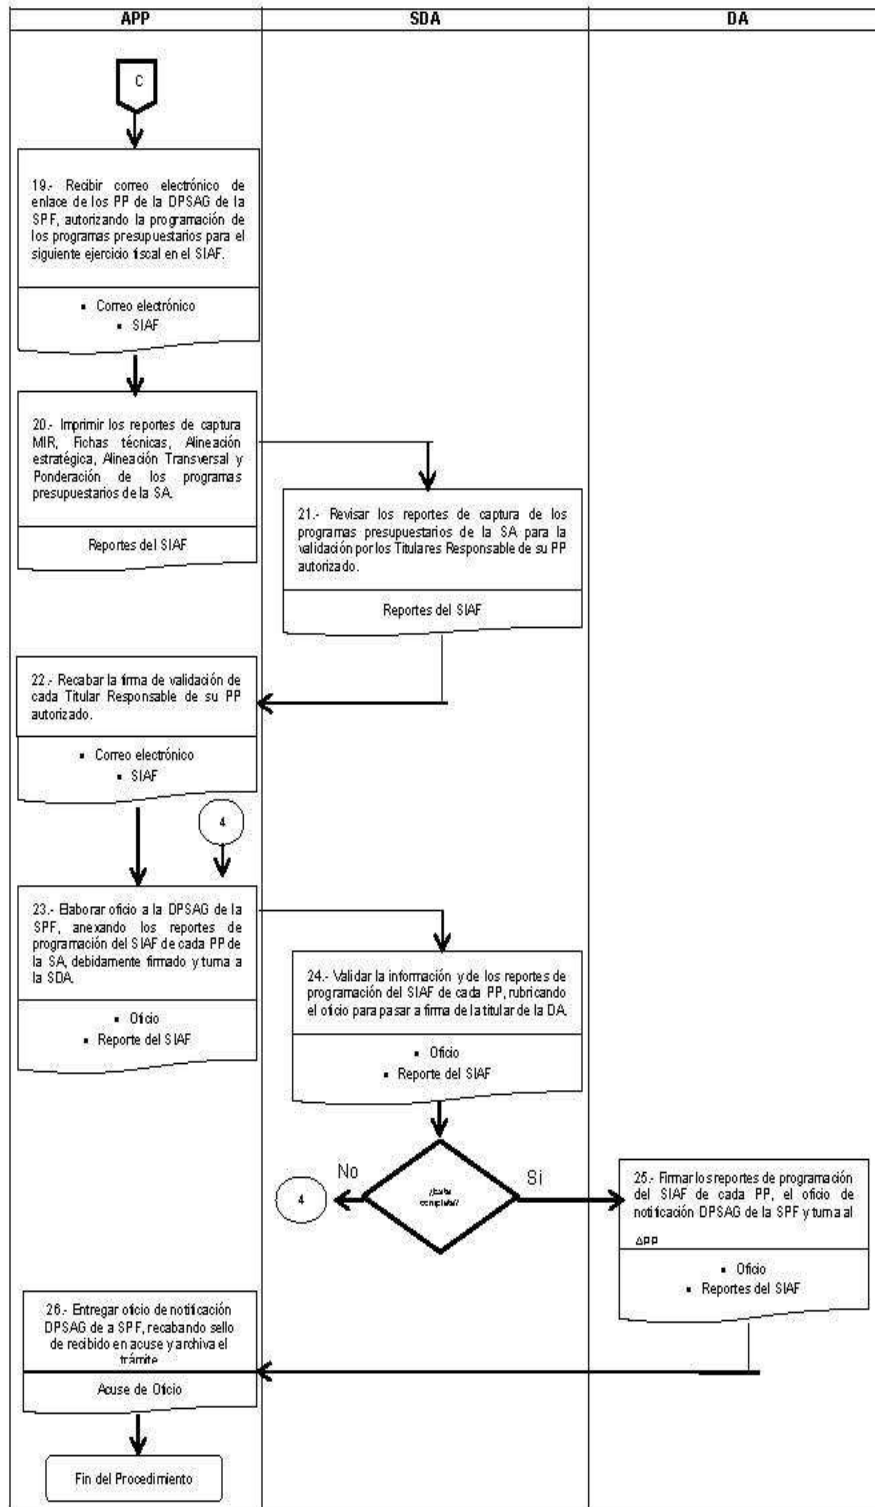 APP
SDA
DA
C
19.- Recibir correo electrónico de
enlace de los PP de la DPSAG de la
SPF, autorizando la programación de
los programas presupuestarios para el
siguiente ejercicio fiscal en el SIAF.
▪ Correo electrónico
▪ SIAF
20.- Imprimir los reportes de captura
MIR, Fichas técnicas, Alineación
estratégica, Alineación Transversal y
Ponderación de los programas
presupuestarios de la SA.
Reportes del SIAF
21.- Revisar los reportes de captura de los
programas presupuestarios de la SA para la
validación por los Titulares Responsable de su PP
autorizado.
Reportes del SIAF
22.- Recabar la firma de validación de
cada Titular Responsable de su PP
autorizado.
▪ Correo electrónico
▪ SIAF
4
23.- Elaborar oficio a la DPSAG de la
SPF, anexando los reportes de
programación del SIAF de cada PP de
la SA, debidamente firmado y turna a
la SDA.
▪ Oficio
▪ Reporte del SIAF
24.- Validar la información y de los reportes de
programación del SIAF de cada PP, rubricando
el oficio para pasar a firma de la titular de la DA.
▪ Oficio
▪ Reporte del SIAF
No
Si
4
completa?
25.- Firmar los reportes de programación
del SIAF de cada PP, el oficio de
notificación DPSAG de la SPF y turna al
APP
▪ Oficio
▪ Reportes del SIAF
26.- Entregar oficio de notificación
DPSAG de a SPF, recabando sello
de recibido en acuse y archiva el
trámite
Acuse de Oficio
Fin del Procedimiento